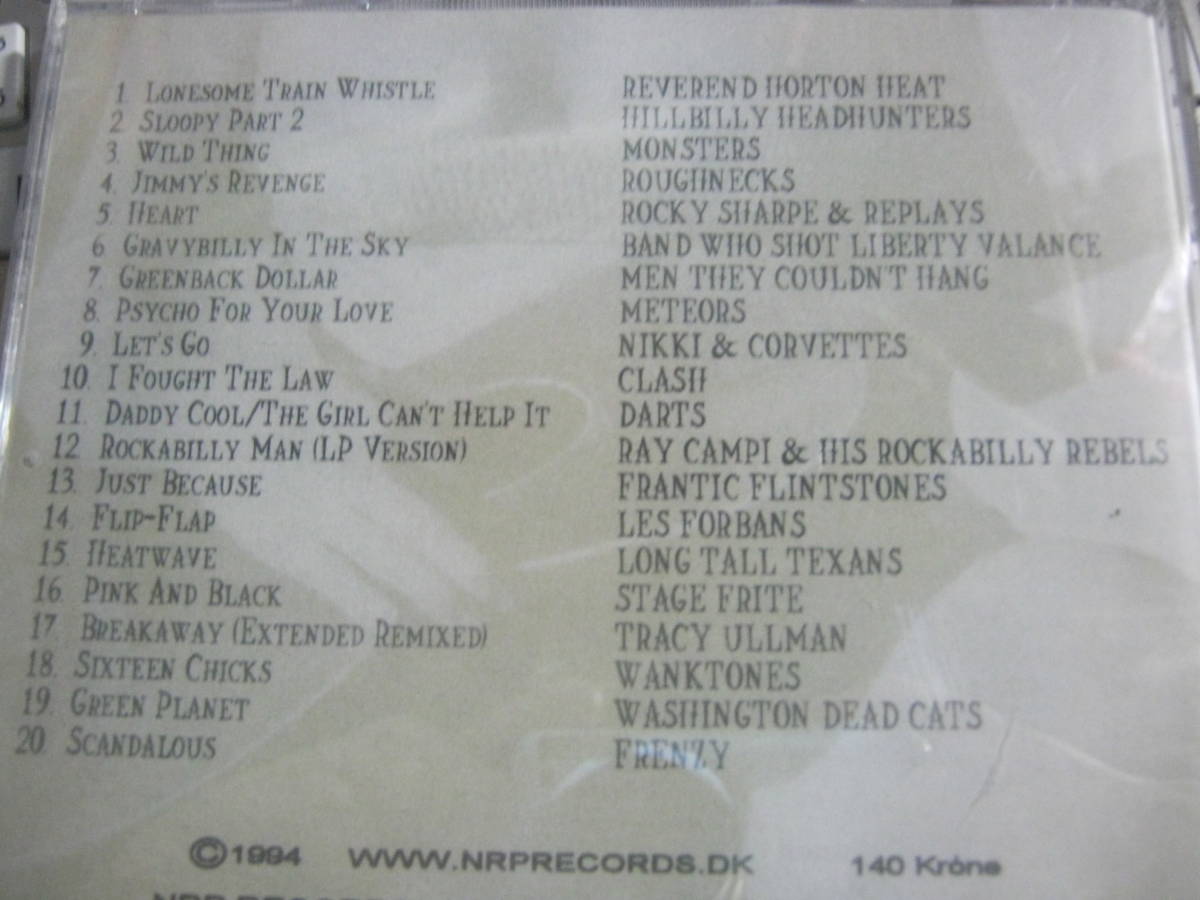 1. Lonesome Train Whistle REVEREND HORTON HEAT
2. Sloopy Part 2 HILLBILLY HEADHUNTERS
3. Wild Thing MONSTERS
4. Jimmy's Revenge ROUGHNECKS
5. Heart ROCKY SHARPE & REPLAYS
6. Gravybilly In The Sky BAND WHO SHOT LIBERTY VALANCE
7. Greenback Dollar MEN THEY COULDN'T HANG
8. Psycho For Your Love METEORS
9. Let's Go NIKKI & CORVETTES
10. I Fought The Law CLASH
11. Daddy Cool/The Girl Can't Help It DARTS
12. Rockabilly Man (LP Version) RAY CAMPI & HIS ROCKABILLY REBELS
13. Just Because FRANTIC FLINTSTONES
14. Flip-Flap LES FORBANS
15. Heatwave LONG TALL TEXANS
16. Pink And Black STAGE FRITE
17. Breakaway (Extended Remixed) TRACY ULLMAN
18. Sixteen Chicks WANKTONES
19. Green Planet WASHINGTON DEAD CATS
20. Scandalous FRENZY
©1994 WWW.NRPRECORDS.DK 140 Króne